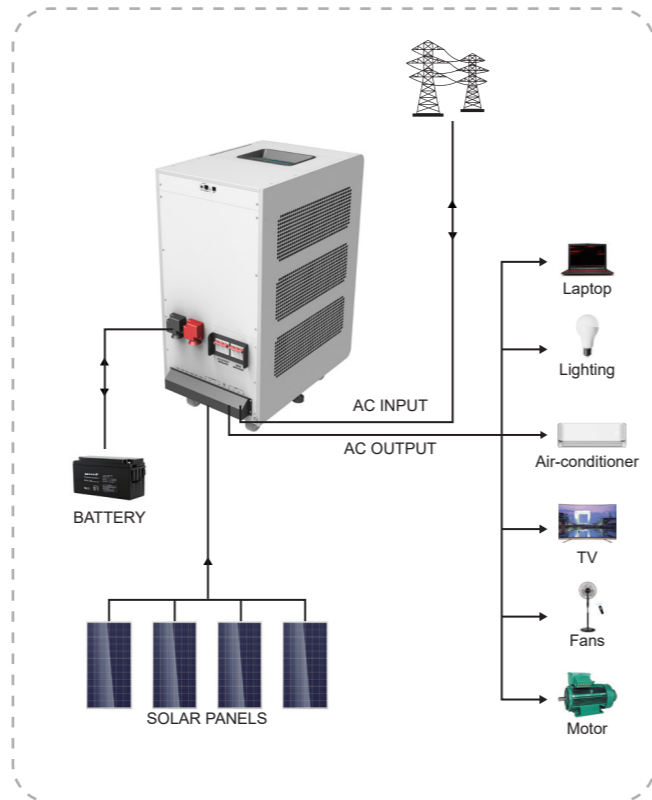 AC INPUT
AC OUTPUT
BATTERY
SOLAR PANELS
Laptop
Lighting
Air-conditioner
TV
Fans
Motor